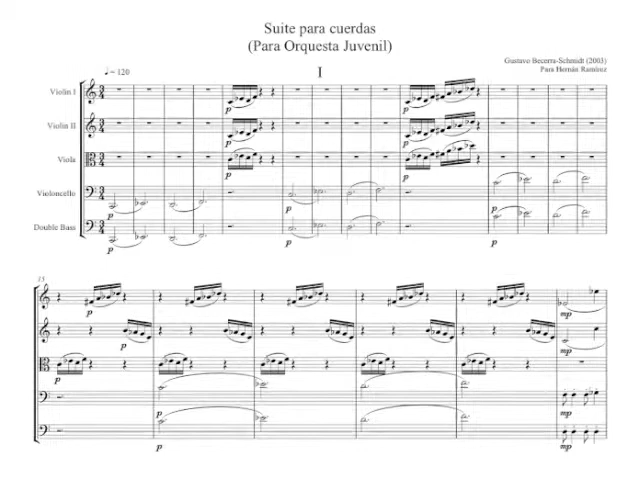 Suite para cuerdas
(Para Orquesta Juvenil)
Gustavo Becerra-Schmidt (2003)
Para Hernán Ramírez
I
♩ = 120
Violin I
Violin II
Viola
Violoncello
Double Bass
p
p
p
p p p
p p p
15
p mp
p mp
p
p mp
p mp